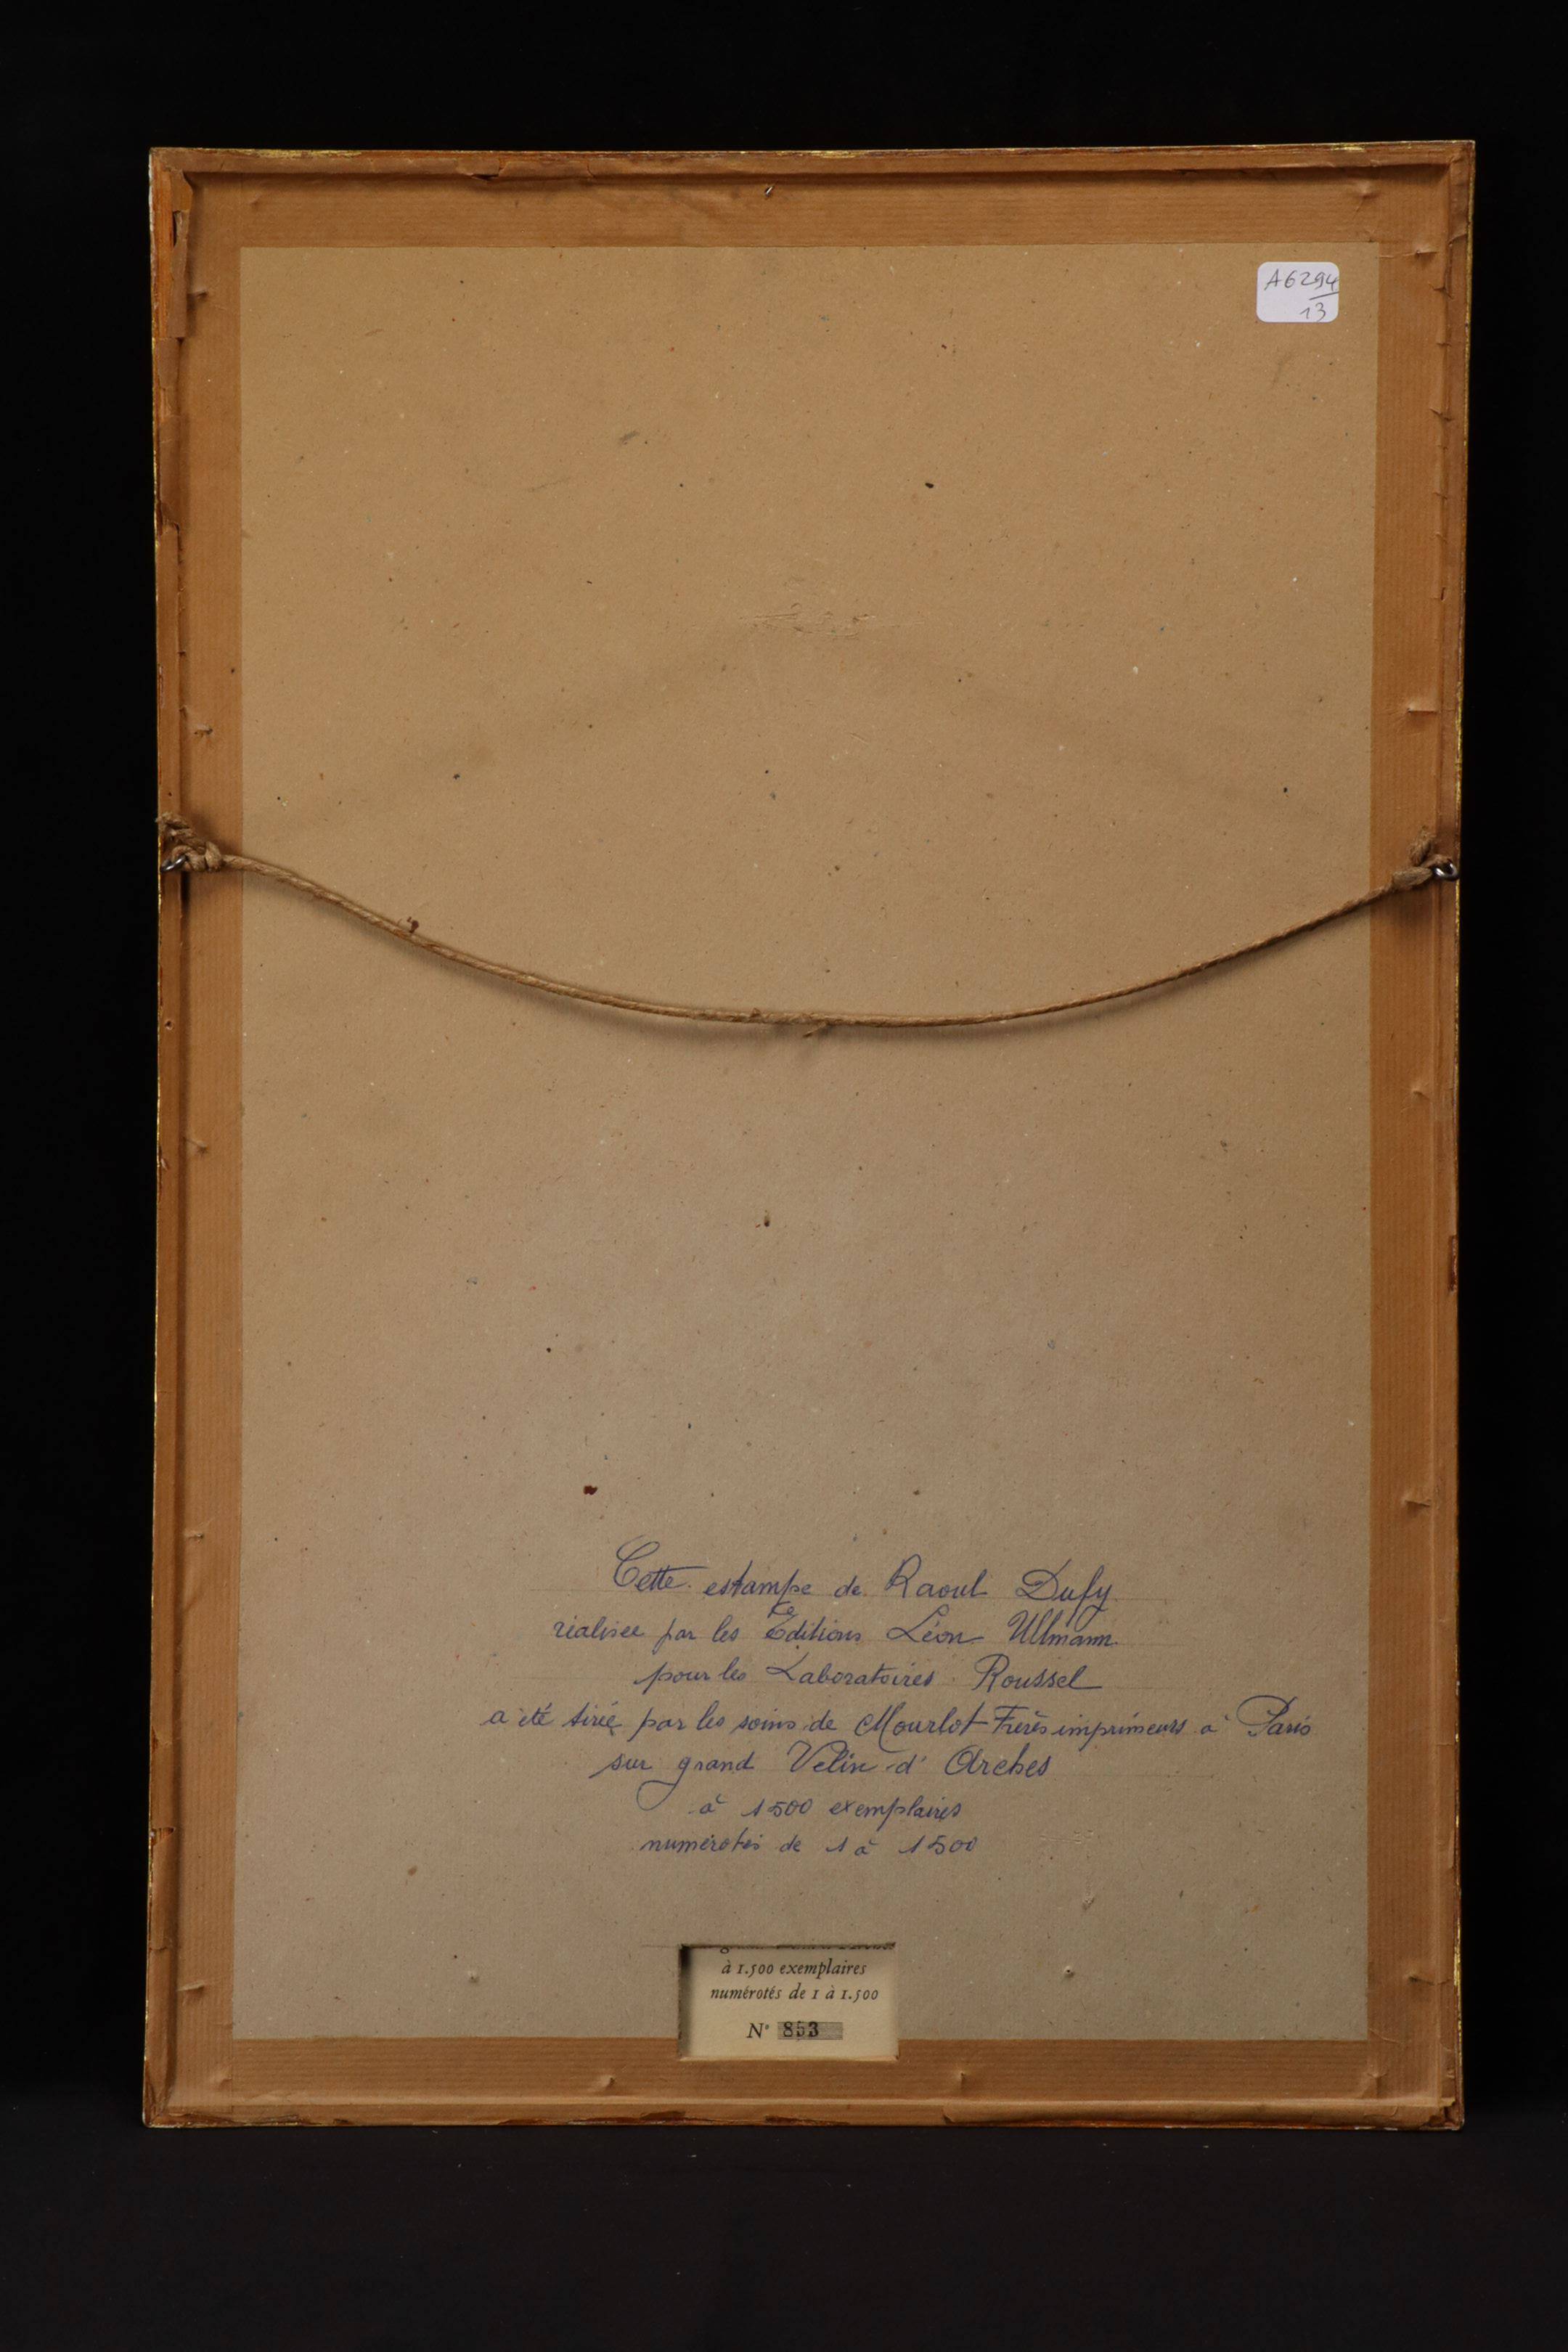 A6294
13
Cette estampe de Raoul Dufy
réalisée par les Editions Léon Ullmann
pour les Laboratoires Roussel
a été tirée par les soins de Mourlot Frères imprimeurs à Paris
sur grand Vélin d' Arches
à 1500 exemplaires
numérotés de 1 à 1500
à 1.500 exemplaires
numérotés de 1 à 1.500
N° 853